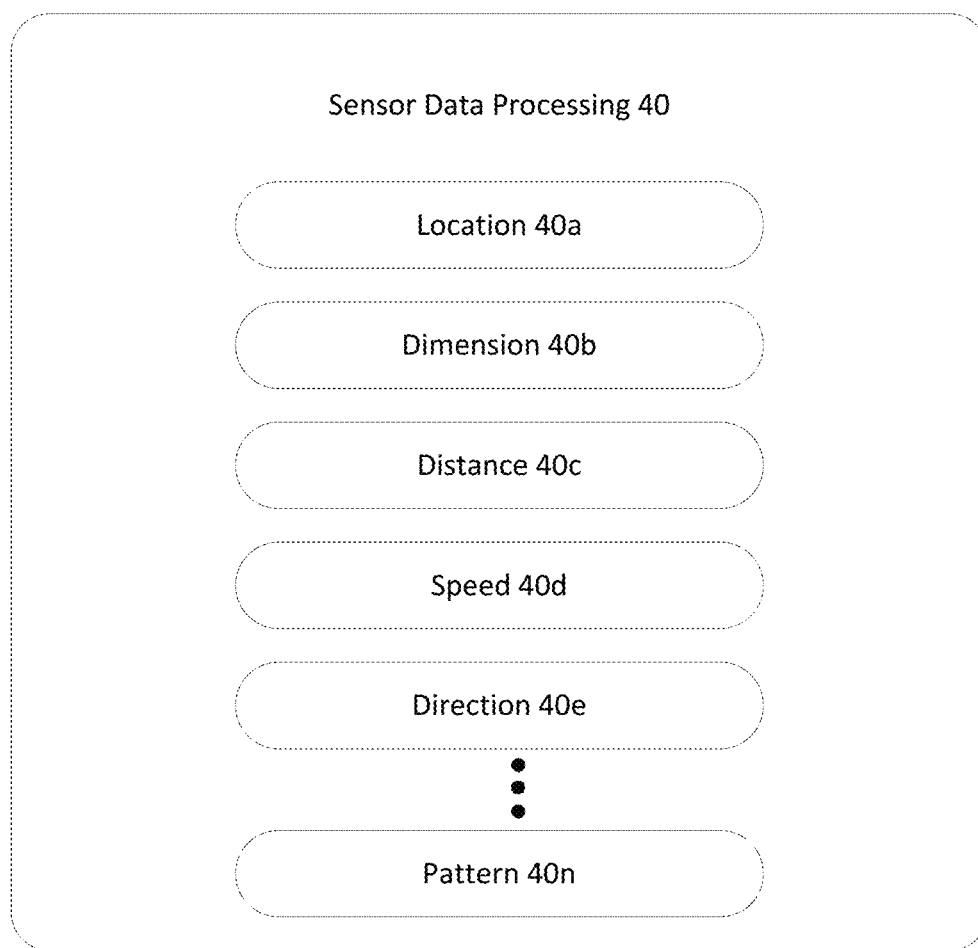 Sensor Data Processing 40
Location 40a
Dimension 40b
Distance 40c
Speed 40d
Direction 40e
Pattern 40n